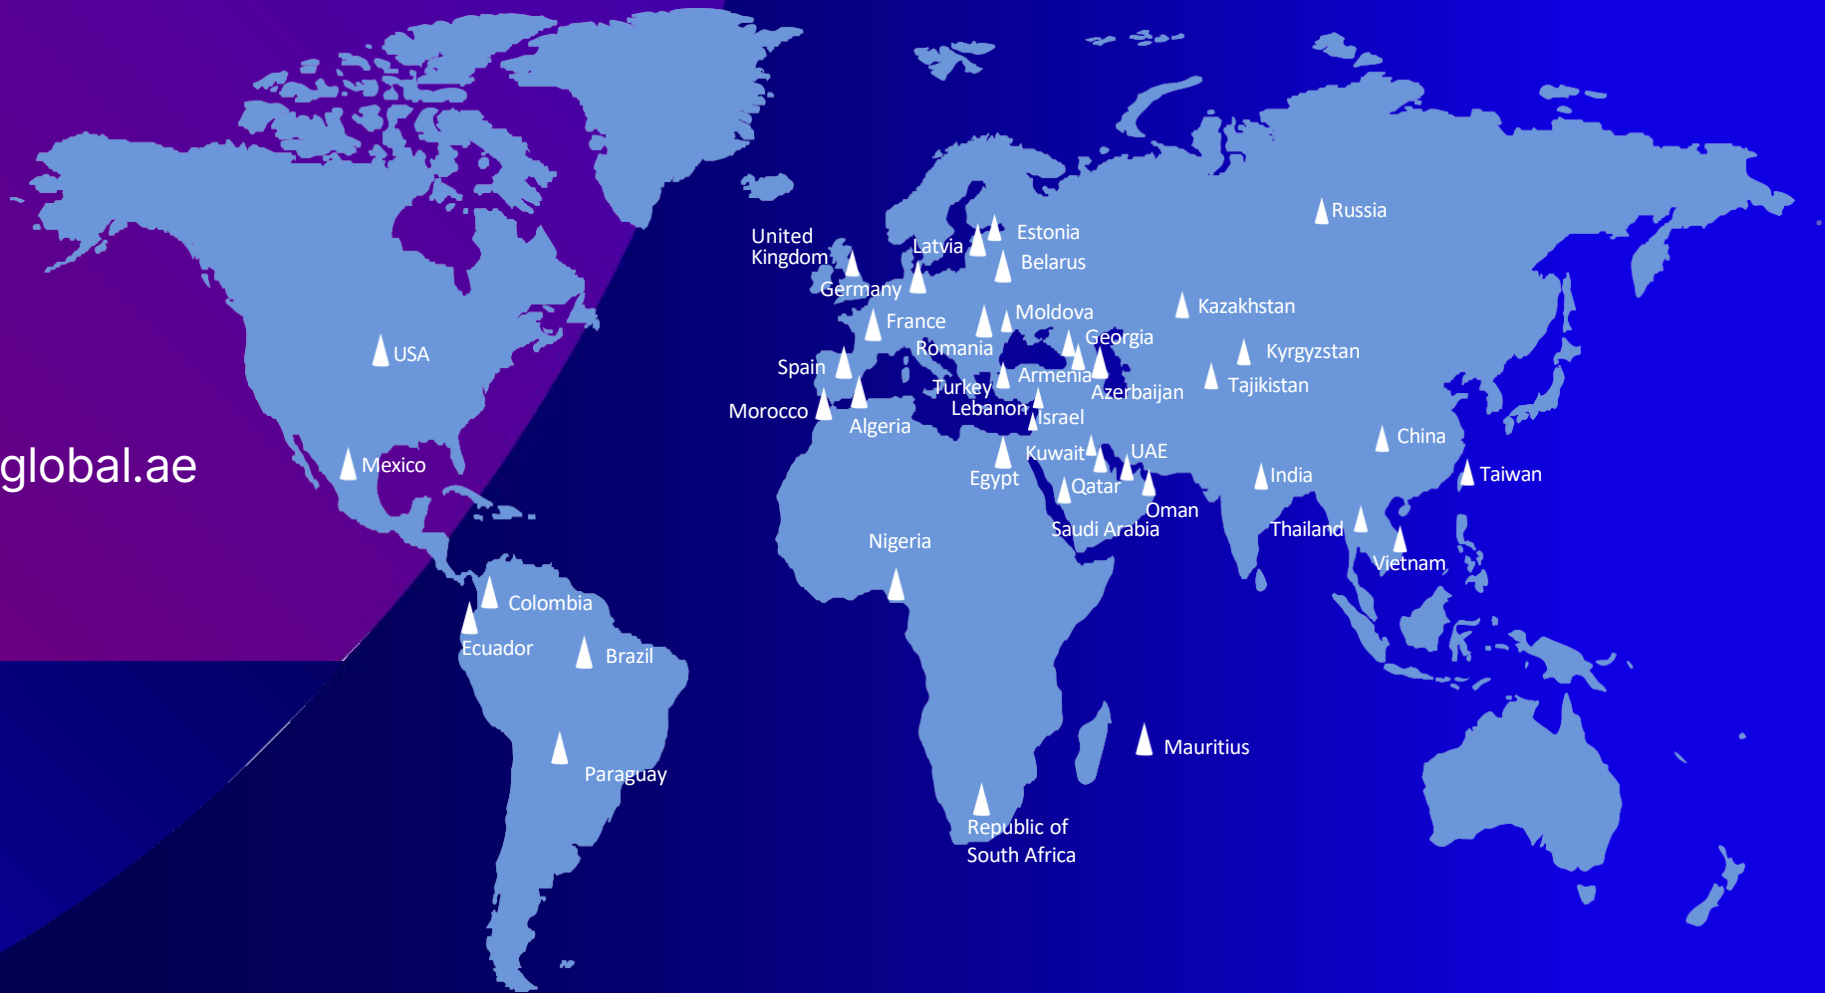 Russia
United
Kingdom
Latvia
Estonia
Belarus
Germany
Kazakhstan
France
Moldova
Romania
Georgia
USA
Kyrgyzstan
Spain
Armenia
Turkey
Azerbaijan
Tajikistan
Morocco
Lebanon
Israel
Algeria
China
global.ae
Mexico
Kuwait
UAE
Egypt
Qatar
India
Taiwan
Oman
Saudi Arabia
Thailand
Nigeria
Vietnam
Colombia
Ecuador
Brazil
Mauritius
Paraguay
Republic of
South Africa